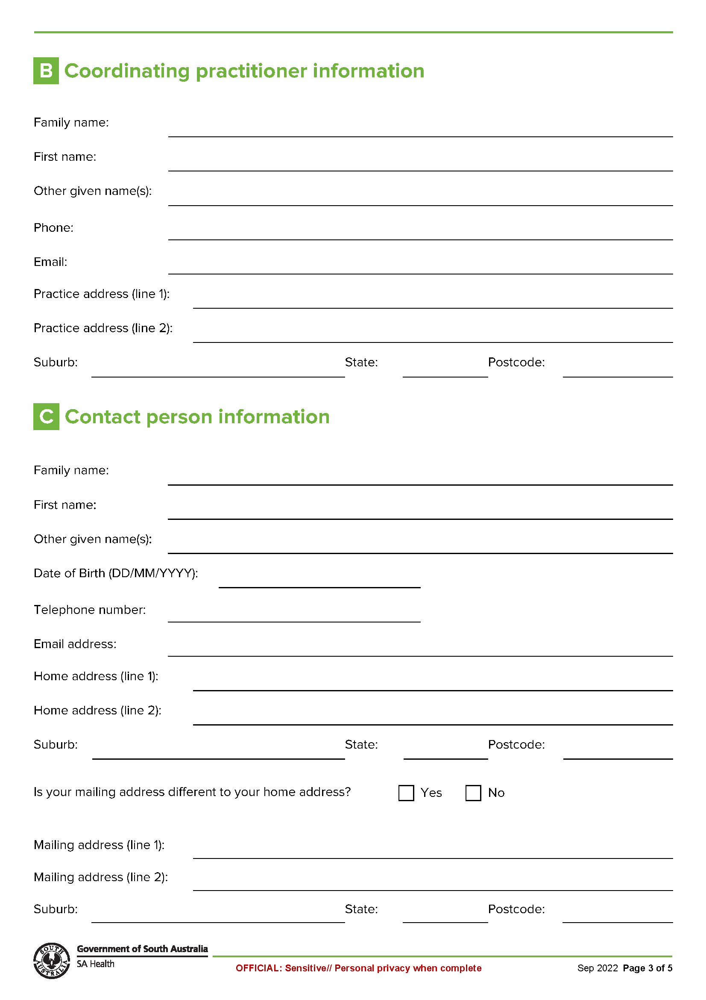 B Coordinating practitioner information
Family name:
First name:
Other given name(s):
Phone:
Email:
Practice address (line 1):
Practice address (line 2):
Suburb: State: Postcode:
C Contact person information
Family name:
First name:
Other given name(s):
Date of Birth (DD/MM/YYYY):
Telephone number:
Email address:
Home address (line 1):
Home address (line 2):
Suburb: State: Postcode:
Is your mailing address different to your home address? Yes No
Mailing address (line 1):
Mailing address (line 2):
Suburb: State: Postcode:
SOUTH AUSTRALIA
Government of South Australia
SA Health
OFFICIAL: Sensitive// Personal privacy when complete
Sep 2022 Page 3 of 5